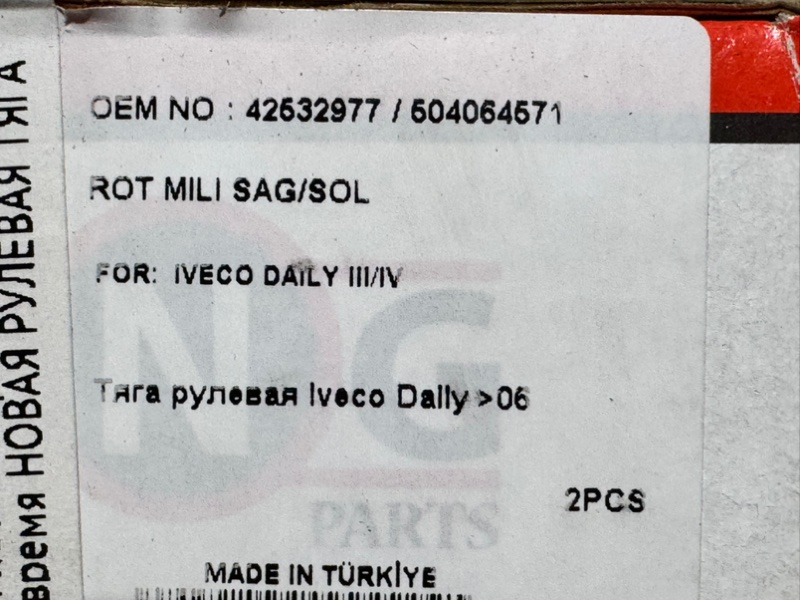 OEM NO : 42532977 / 504064571
ROT MILI SAG/SOL
FOR: IVECO DAILY III/IV
Тяга рулевая Iveco Daily >06
2PCS
NG
PARTS
MADE IN TÜRKİYE
НОВАЯ РУЛЕВАЯ ТЯГА
время